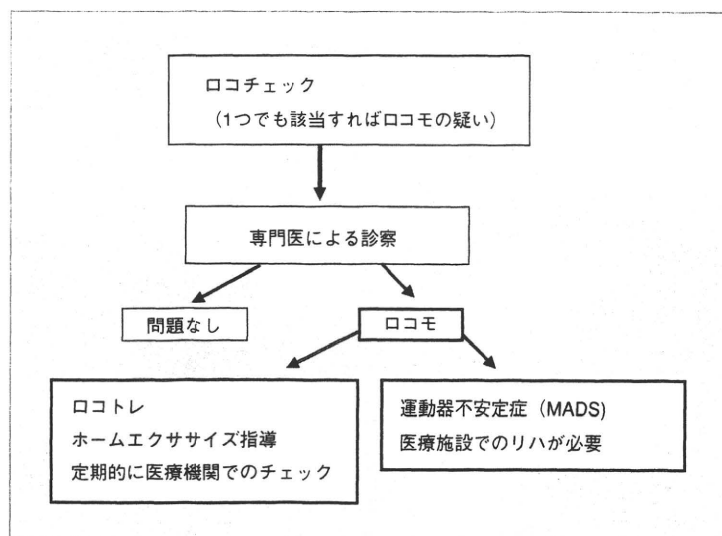 ロコチェック
（1つでも該当すればロコモの疑い）
専門医による診察
問題なし
ロコモ
ロコトレ
ホームエクササイズ指導
定期的に医療機関でのチェック
運動器不安定症（MADS)
医療施設でのリハが必要